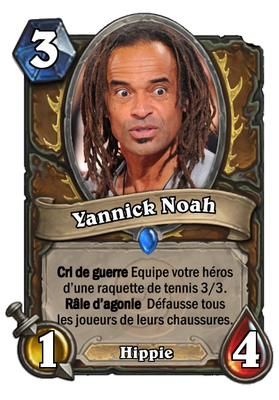 3
Yannick Noah
Cri de guerre Equipe votre héros
d'une raquette de tennis 3/3.
Râle d'agonie Défausse tous
les joueurs de leurs chaussures.
1
Hippie
4